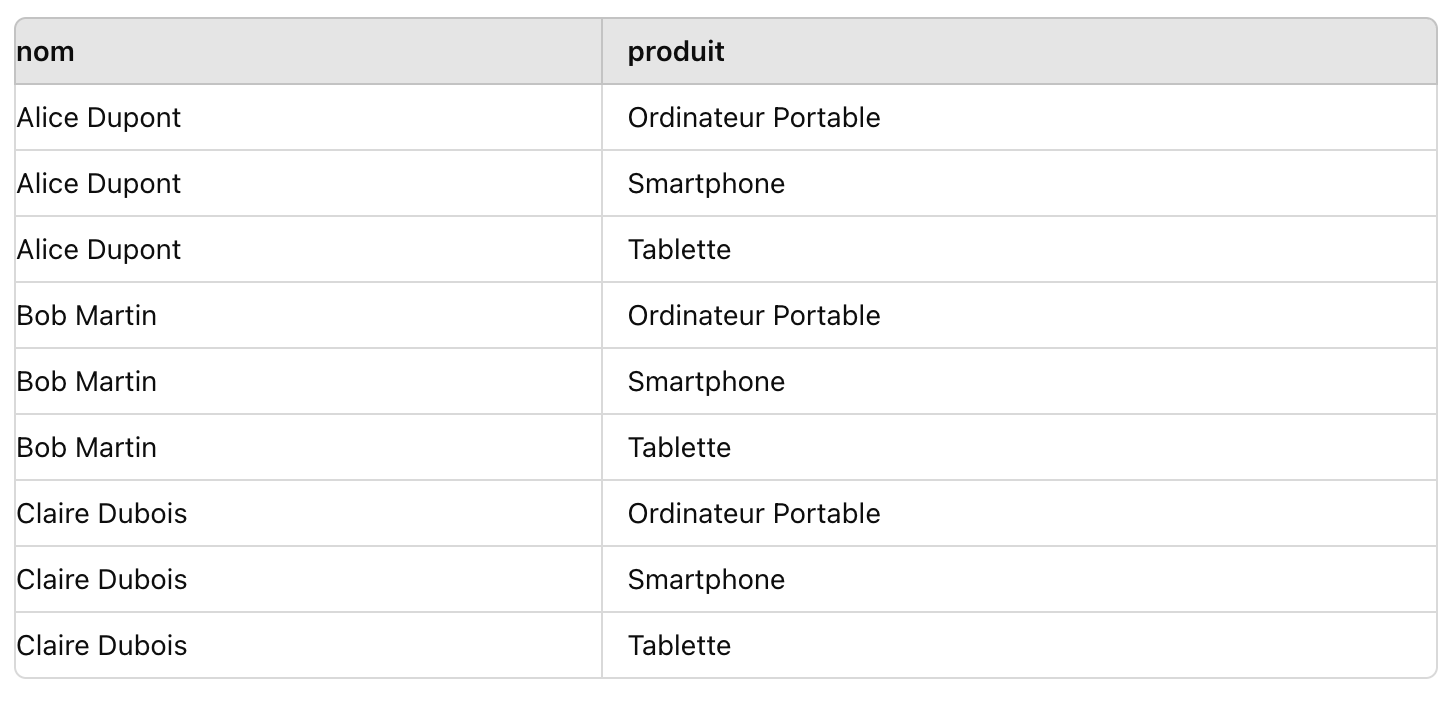 nom produit
Alice Dupont Ordinateur Portable
Alice Dupont Smartphone
Alice Dupont Tablette
Bob Martin Ordinateur Portable
Bob Martin Smartphone
Bob Martin Tablette
Claire Dubois Ordinateur Portable
Claire Dubois Smartphone
Claire Dubois Tablette